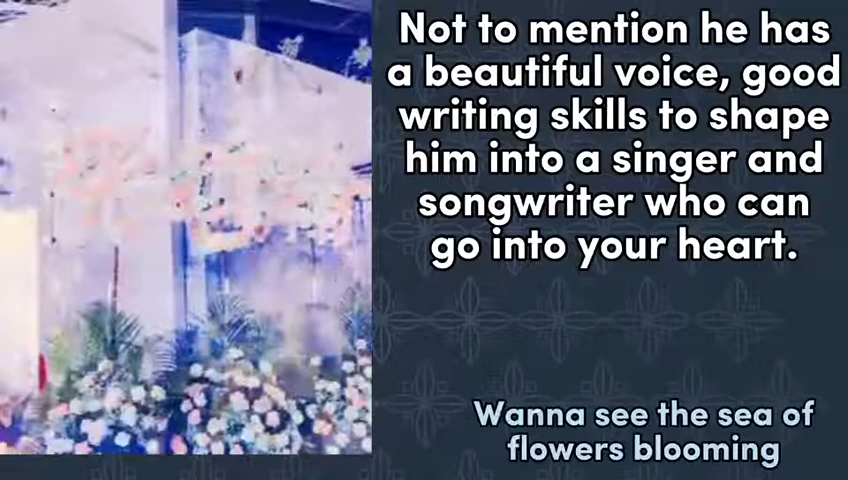 Not to mention he has
a beautiful voice, good
writing skills to shape
him into a singer and
songwriter who can
go into your heart.
Wanna see the sea of
flowers blooming